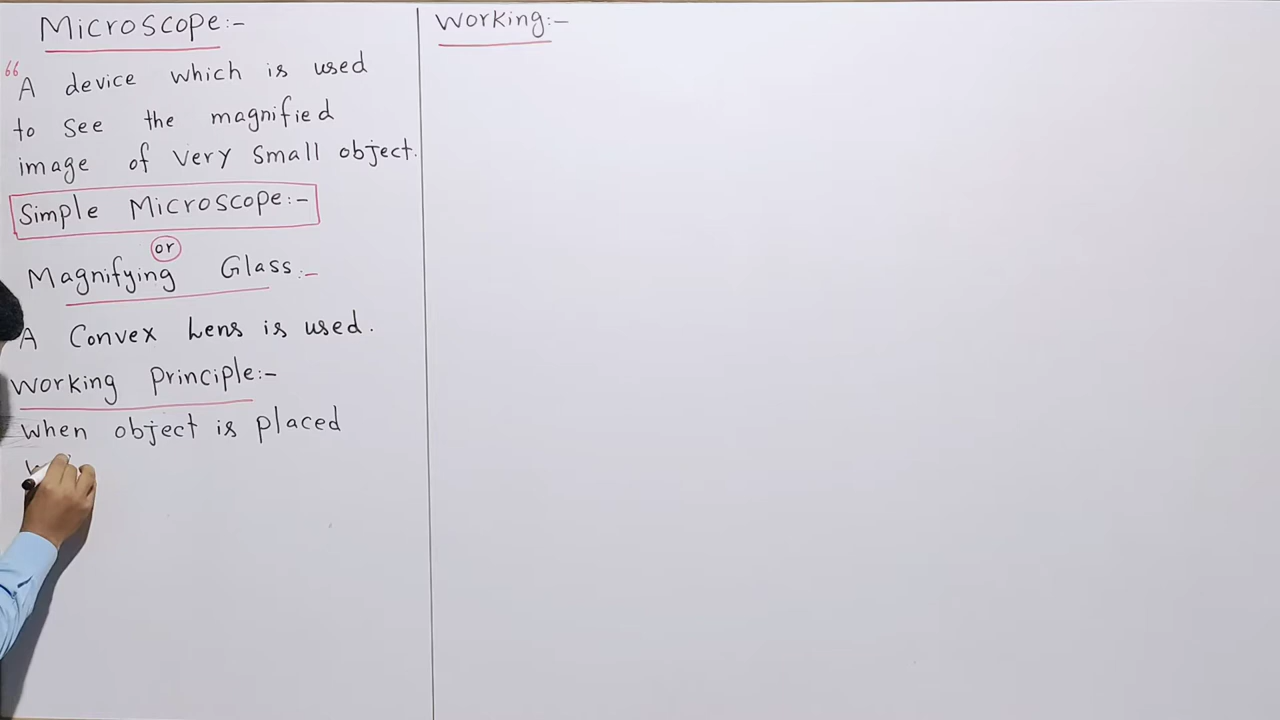 Microscope:-
“A device which is used
to see the magnified
image of very small object.
Simple Microscope:-
or
Magnifying Glass:-
A Convex Lens is used.
Working Principle:-
When object is placed
Working:-